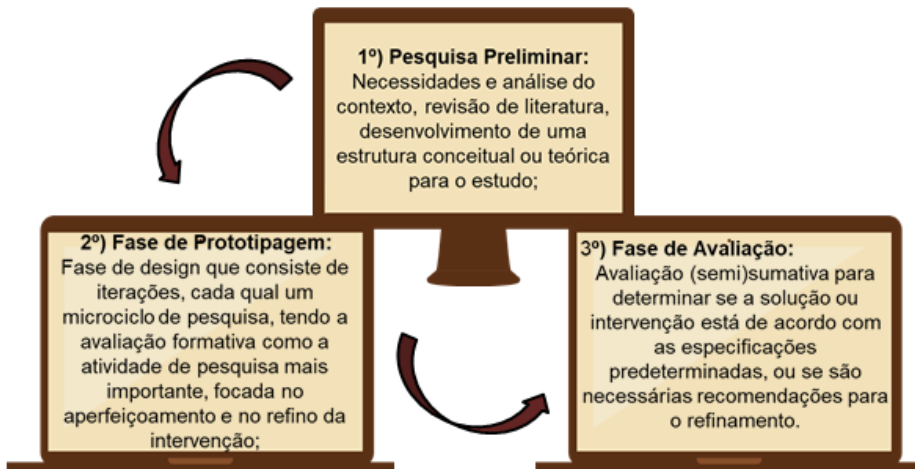 1º) Pesquisa Preliminar:
Necessidades e análise do
contexto, revisão de literatura,
desenvolvimento de uma
estrutura conceitual ou teórica
para o estudo;
2º) Fase de Prototipagem:
Fase de design que consiste de
iterações, cada qual um
microciclo de pesquisa, tendo a
avaliação formativa como a
atividade de pesquisa mais
importante, focada no
aperfeiçoamento e no refino da
intervenção;
3º) Fase de Avaliação:
Avaliação (semi)sumativa para
determinar se a solução ou
intervenção está de acordo com
as especificações
predeterminadas, ou se são
necessárias recomendações para
o refinamento.